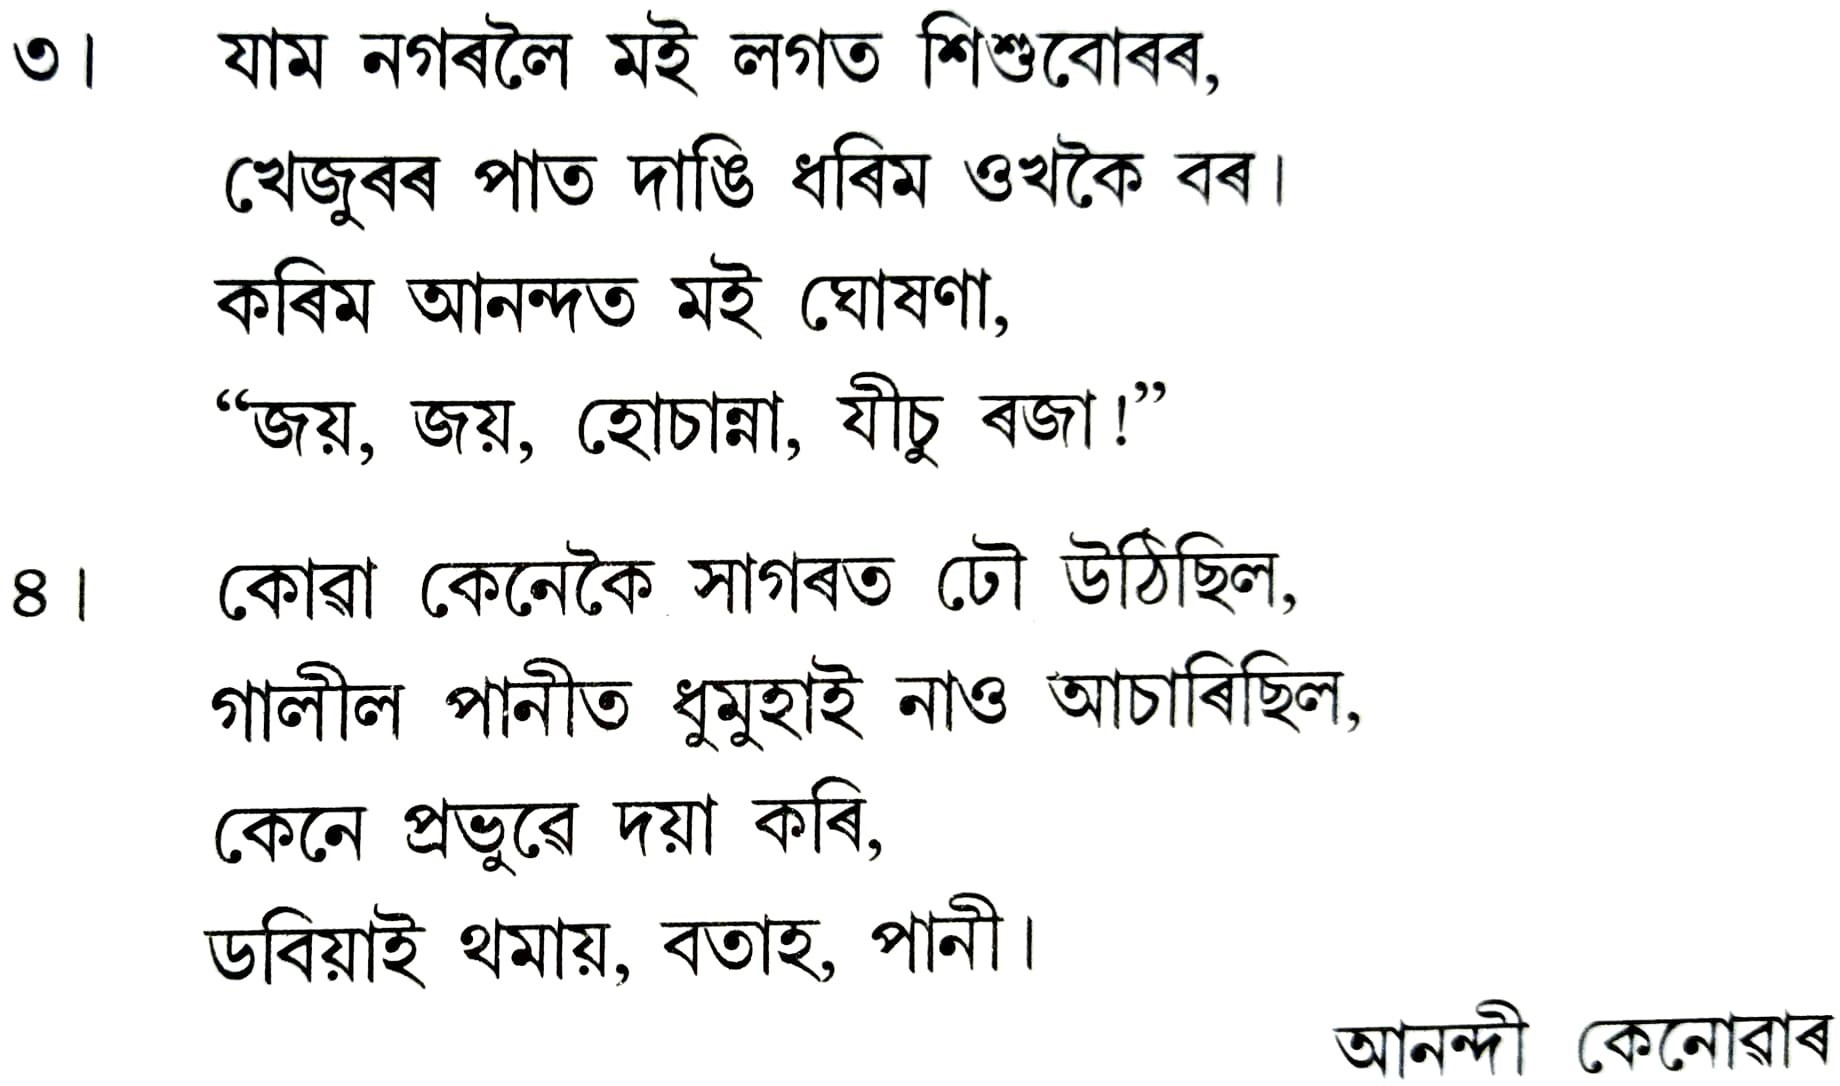 ৩।    যাম নগৰলৈ মই লগত শিশুবোৰৰ,
খেজুৰৰ পাত দাঙি ধৰিম ওখকৈ বৰ।
কৰিম আনন্দত মই ঘোষণা,
“জয়, জয়, হোচান্না, যীচু ৰজা!”
৪।    কোৱা কেনেকৈ সাগৰত ঢৌ উঠিছিল,
গালীল পানীত ধুমুহাই নাও আচাৰিছিল,
কেনে প্ৰভুৱে দয়া কৰি,
ডবিয়াই থমায়, বতাহ, পানী।
আনন্দী কেনোৱাৰ